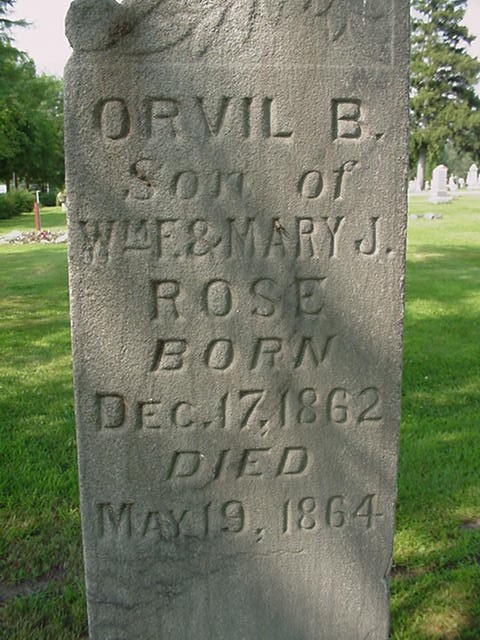 ORVIL B.
Son of
Wm F. & MARY J.
ROSE
BORN
DEC. 17, 1862
DIED
MAY 19, 1864